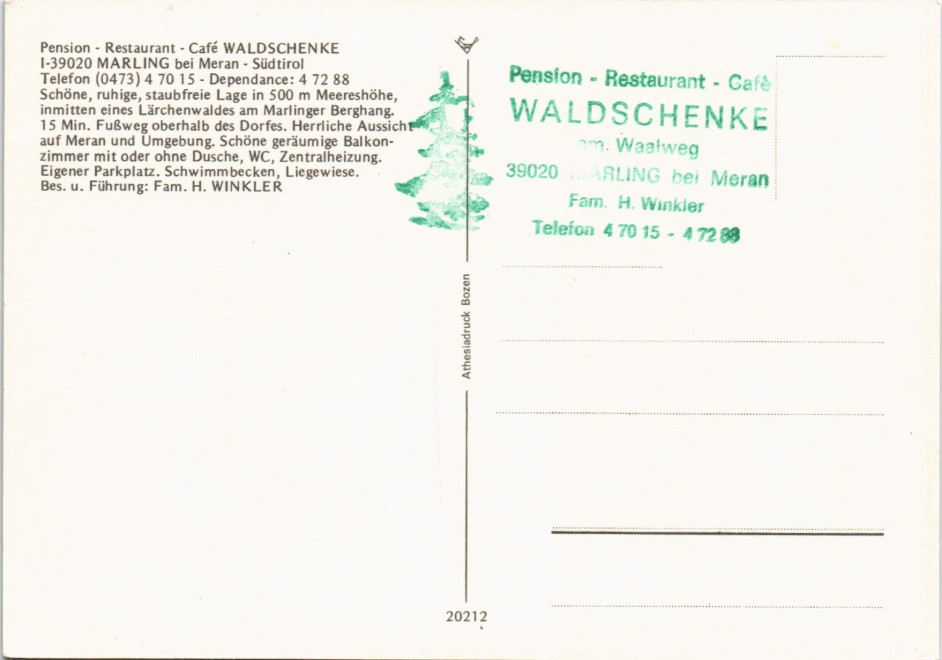 Pension - Restaurant - Café WALDSCHENKE
I-39020 MARLING bei Meran - Südtirol
Telefon (0473) 4 70 15 - Dependance: 4 72 88
Schöne, ruhige, staubfreie Lage in 500 m Meereshöhe,
inmitten eines Lärchenwaldes am Marlinger Berghang.
15 Min. Fußweg oberhalb des Dorfes. Herrliche Aussicht
auf Meran und Umgebung. Schöne geräumige Balkon-
zimmer mit oder ohne Dusche, WC, Zentralheizung.
Eigener Parkplatz. Schwimmbecken, Liegewiese.
Bes. u. Führung: Fam. H. WINKLER
Pension - Restaurant - Café
WALDSCHENKE
am. Waalweg
39020 MARLING bei Meran
Fam. H. Winkler
Telefon 4 70 15 - 4 72 88
Athesiadruck Bozen
20212